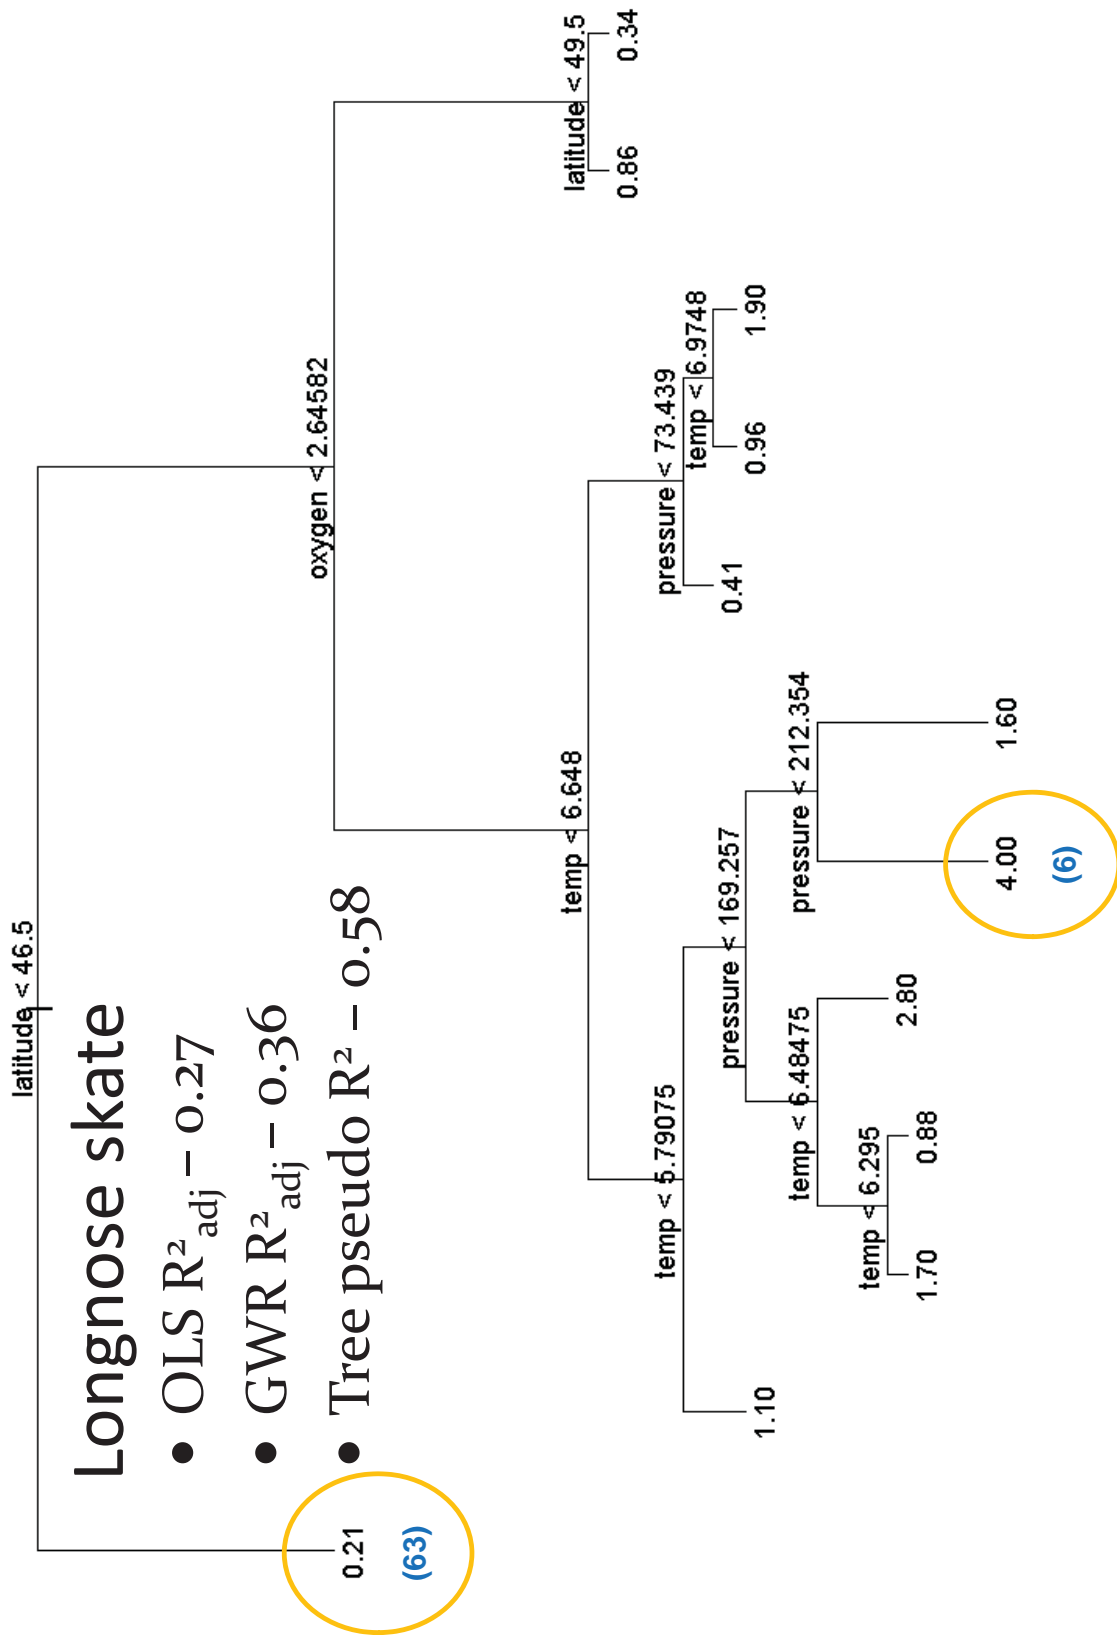 latitude < 46.5
Longnose skate
• OLS R²adj – 0.27
• GWR R²adj – 0.36
• Tree pseudo R² – 0.58
0.21
(63)
oxygen < 2.64582
temp < 6.648
latitude < 49.5
0.86
0.34
temp < 5.79075
pressure < 73.439
0.41
temp < 6.9748
0.96
1.90
1.10
pressure < 169.257
temp < 6.48475
pressure < 212.354
temp < 6.295
2.80
1.70
0.88
4.00
1.60
(6)